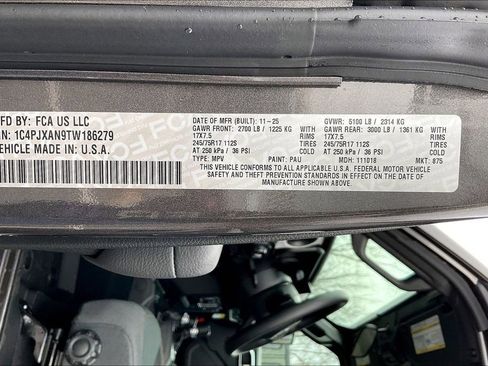 MFD BY: FCA US LLC
VIN: 1C4PJXAN9TW186279
VEHICLE MADE IN: U.S.A.
DATE OF MFR (BUILT): 11-25 GVWR: 5100 LB / 2314 KG
GAWR FRONT: 2700 LB / 1225 KG WITH GAWR REAR: 3000 LB / 1361 KG WITH
17X7.5 RIMS 17X7.5 RIMS
245/75R17 112S TIRES 245/75R17 112S TIRES
AT 250 kPa / 36 PSI COLD AT 250 kPa / 36 PSI COLD
THIS VEHICLE CONFORMS TO ALL APPLICABLE U.S.A. FEDERAL MOTOR VEHICLE
SAFETY BUMPER AND THEFT PREVENTION STANDARDS IN EFFECT ON THE DATE OF MANUFACTURE SHOWN ABOVE.
TYPE: MPV PAINT: PAU MDH: 111018 MKT: 875